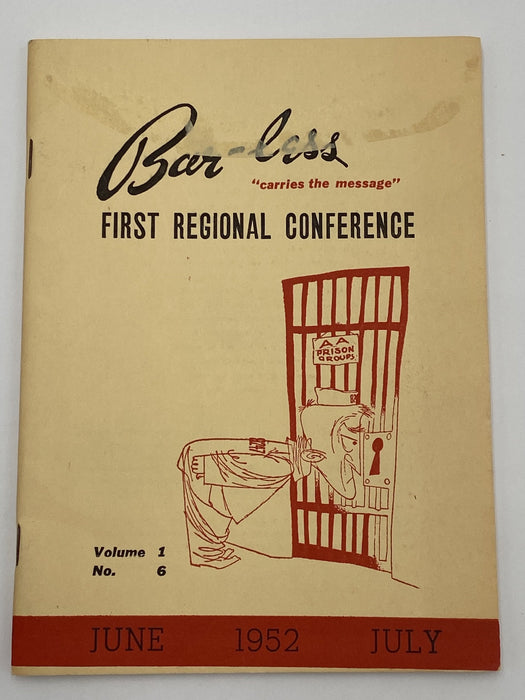 Bar-less
"carries the message"
FIRST REGIONAL CONFERENCE
AA
PRISON
GROUPS
Volume 1
No. 6
JUNE 1952 JULY